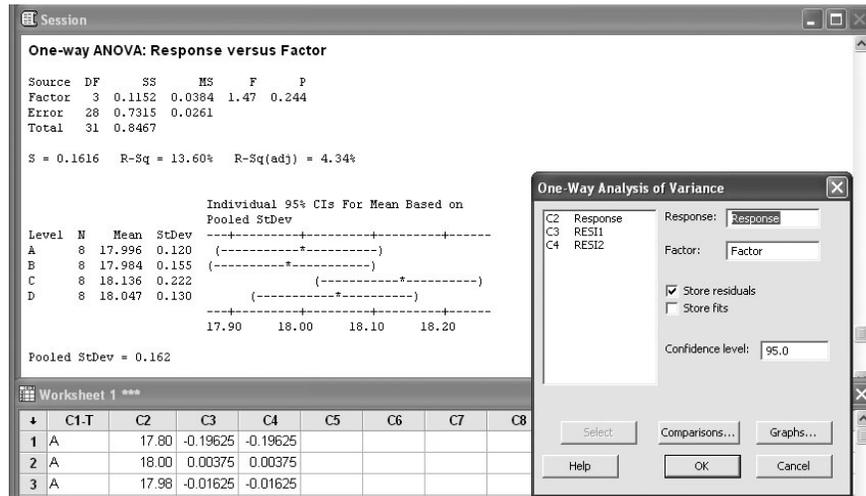 Session
One-way ANOVA: Response versus Factor
Source DF SS MS F P
Factor 3 0.1152 0.0384 1.47 0.244
Error 28 0.7315 0.0261
Total 31 0.8467
S = 0.1616 R-Sq = 13.60% R-Sq(adj) = 4.34%
Individual 95% CIs For Mean Based on
Pooled StDev
Level N Mean StDev ---+---------+---------+---------+------
A 8 17.996 0.120 (-----------*----------)
B 8 17.984 0.155 (-----------*-----------)
C 8 18.136 0.222 (-----------*----------)
D 8 18.047 0.130 (-----------*----------)
---+---------+---------+---------+------
17.90 18.00 18.10 18.20
Pooled StDev = 0.162
One-Way Analysis of Variance
C2 Response
C3 RESI1
C4 RESI2
Response: Response
Factor: Factor
Store residuals
Store fits
Confidence level: 95.0
Select Comparisons... Graphs...
Help OK Cancel
Worksheet 1 ***
C1-T C2 C3 C4 C5 C6 C7 C8
1 A 17.80 -0.19625 -0.19625
2 A 18.00 0.00375 0.00375
3 A 17.98 -0.01625 -0.01625